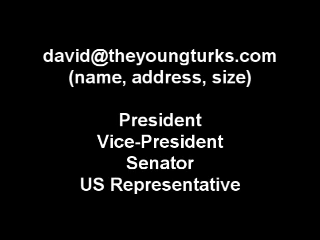 david@theyoungturks.com
(name, address, size)
President
Vice-President
Senator
US Representative